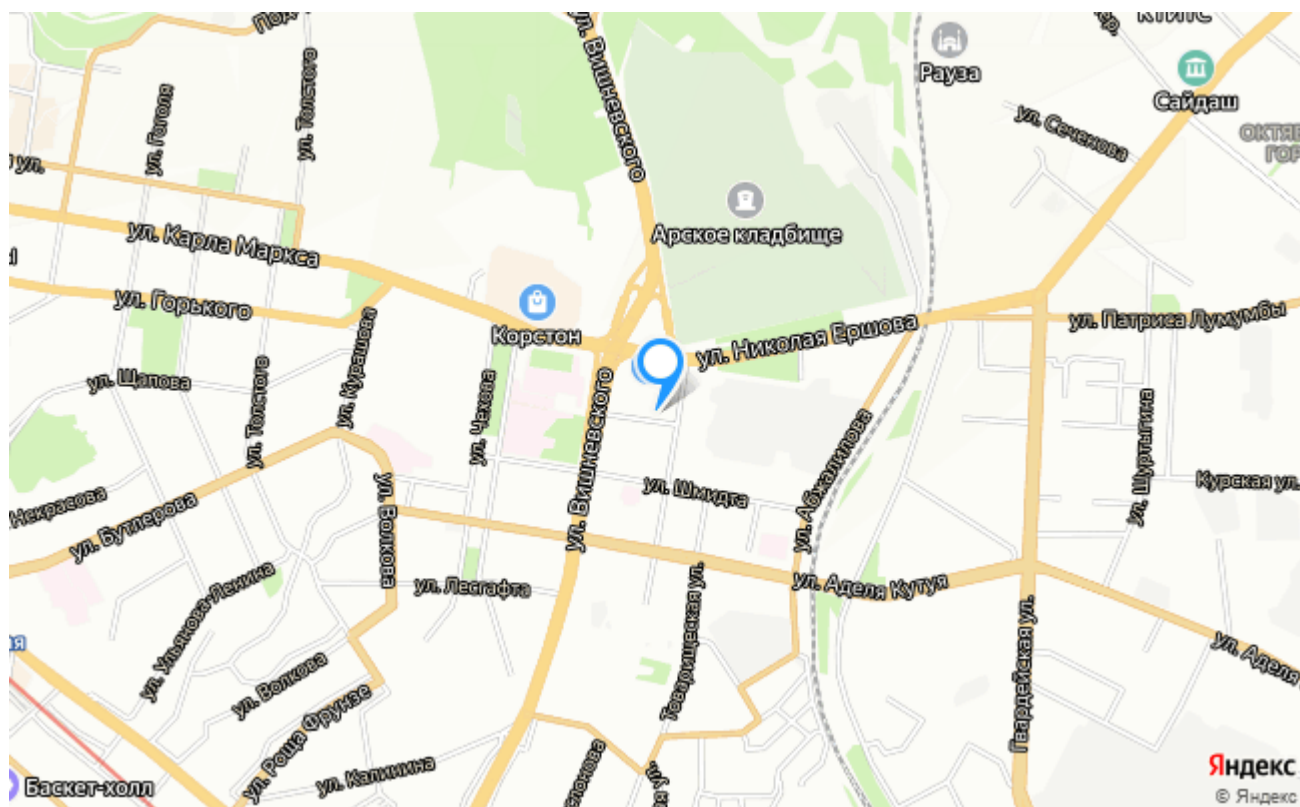 КТИТС
Рауза
Сайдаш
ул. Вишневского
ул. Толстого
ул. Гоголя
ул. Сеченова
ул.
Арское кладбище
ул. Карла Маркса
ул. Горького
Корстон
ул. Николая Ершова
ул. Патриса Лумумбы
ул. Щапова
ул. Курашова
ул. Толстого
ул. Чехова
ул. Вишневского
ул. Абжалилова
ул. Шуртыгина
Курская ул.
ул. Шмидта
Некрасова
ул. Бутлерова
ул. Волкова
ул. Лесгафта
ул. Аделя Кутуя
ул. Ульянова-Ленина
Товарищеская ул.
Гвардейская ул.
ул. Аделя
ул. Волкова
ул. Роща Фрунзе
ул. Калинина
Баскет-холл
Яндекс
© Яндекс